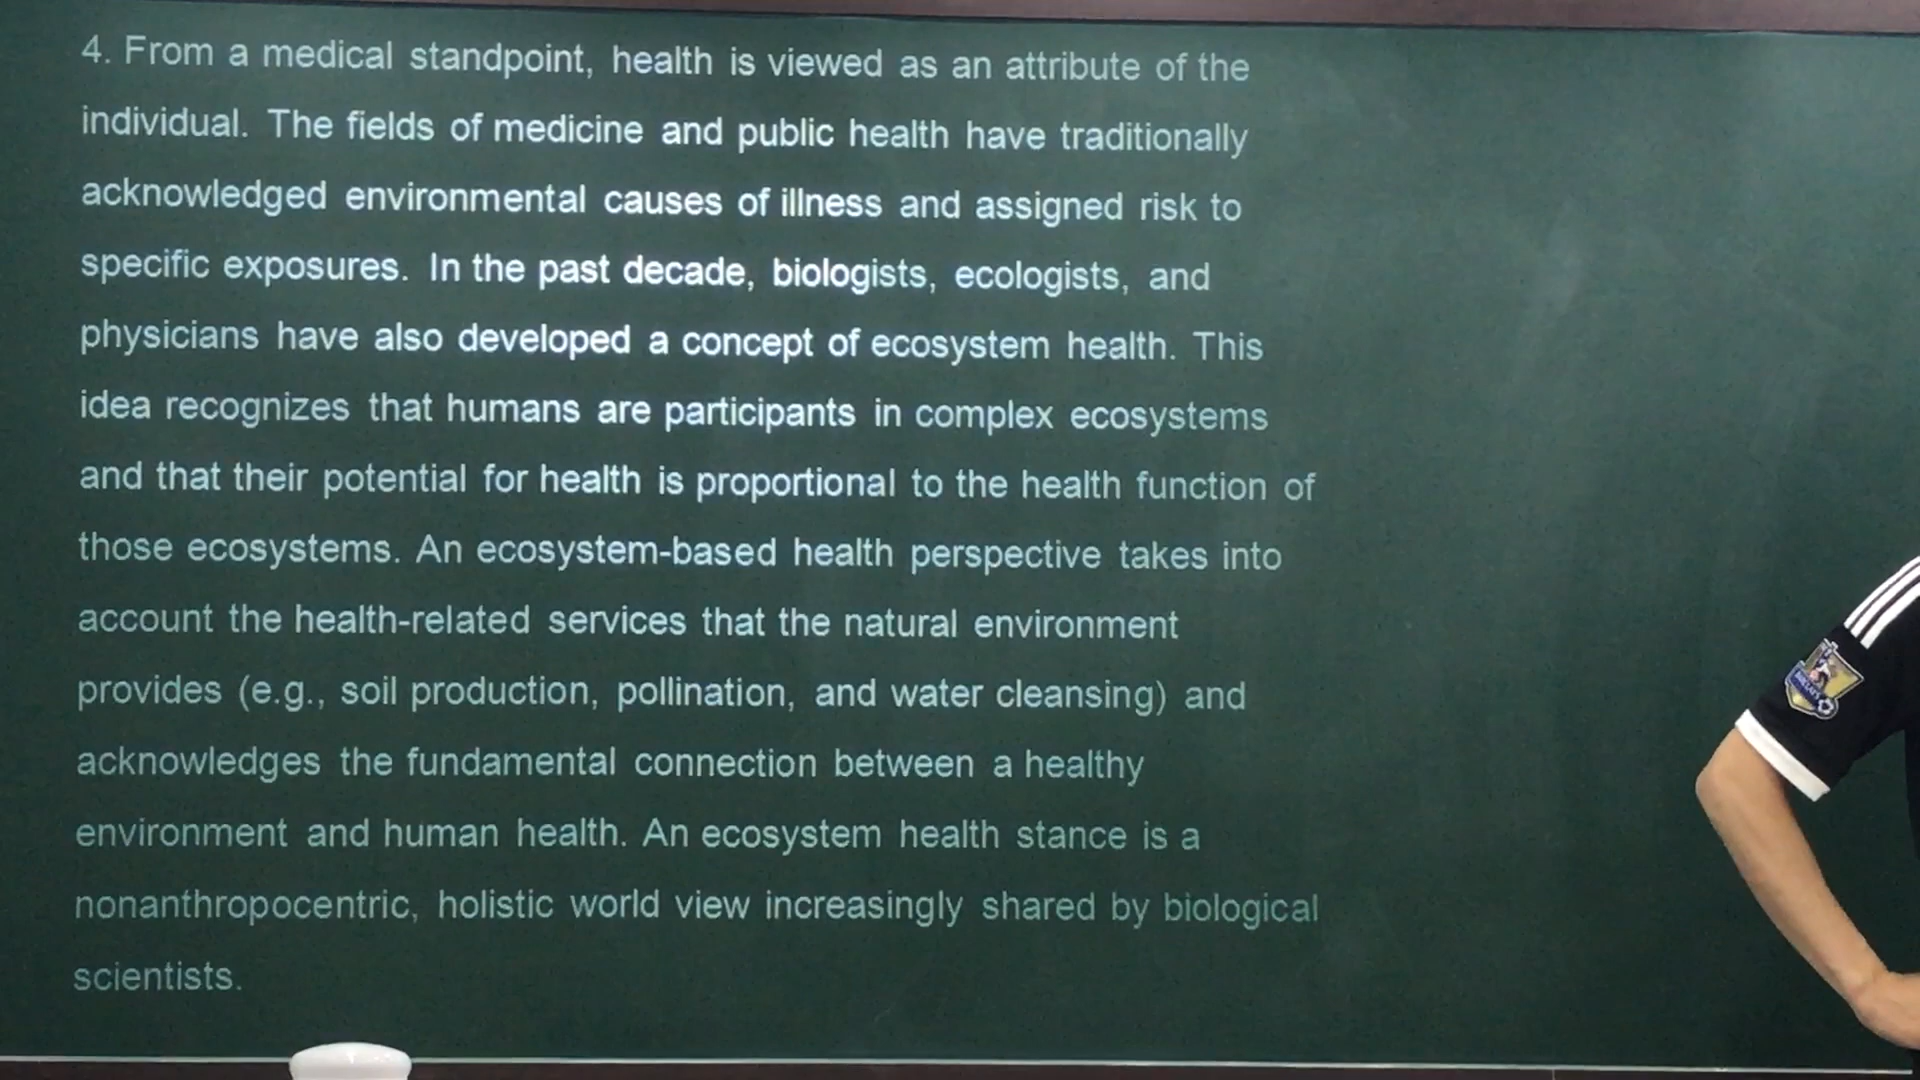 4. From a medical standpoint, health is viewed as an attribute of the
individual. The fields of medicine and public health have traditionally
acknowledged environmental causes of illness and assigned risk to
specific exposures. In the past decade, biologists, ecologists, and
physicians have also developed a concept of ecosystem health. This
idea recognizes that humans are participants in complex ecosystems
and that their potential for health is proportional to the health function of
those ecosystems. An ecosystem-based health perspective takes into
account the health-related services that the natural environment
provides (e.g., soil production, pollination, and water cleansing) and
acknowledges the fundamental connection between a healthy
environment and human health. An ecosystem health stance is a
nonanthropocentric, holistic world view increasingly shared by biological
scientists.